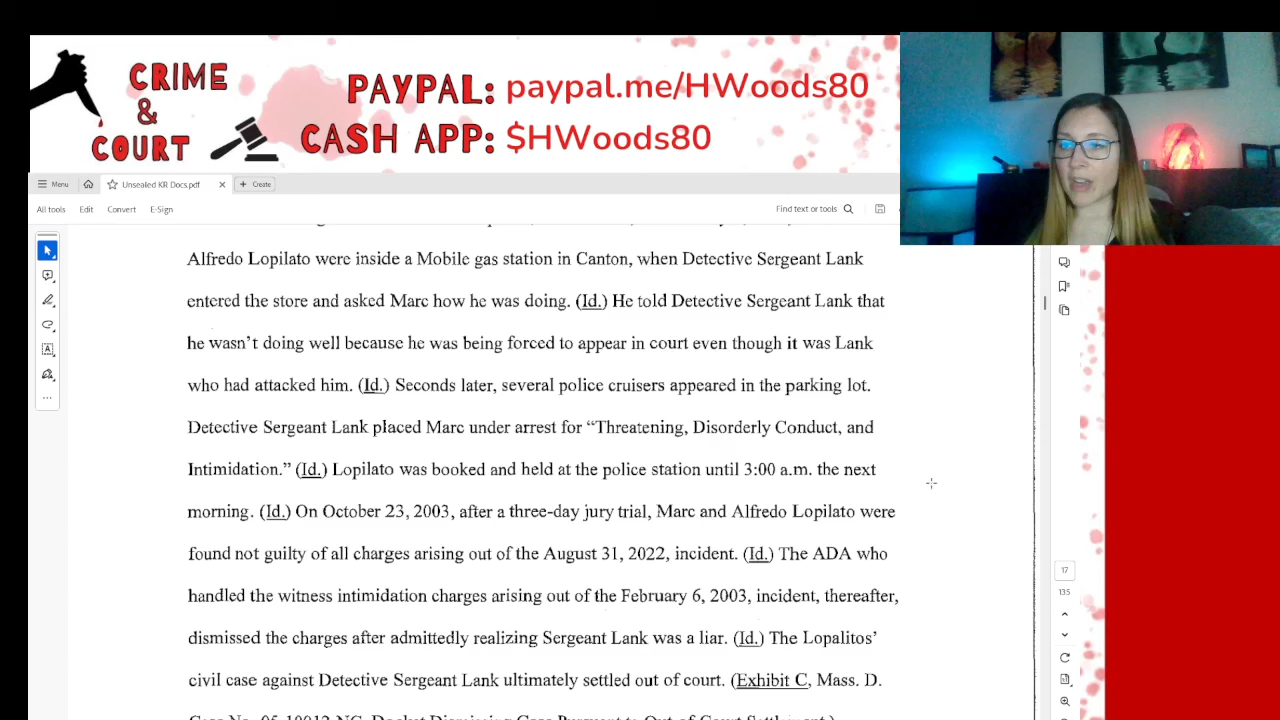 CRIME
&
COURT
PAYPAL: paypal.me/HWoods80
CASH APP: $HWoods80
Menu
Unsealed KR Docs.pdf
Create
All tools
Edit
Convert
E-Sign
Find text or tools
Alfredo Lopilato were inside a Mobile gas station in Canton, when Detective Sergeant Lank
entered the store and asked Marc how he was doing. (Id.) He told Detective Sergeant Lank that
he wasn't doing well because he was being forced to appear in court even though it was Lank
who had attacked him. (Id.) Seconds later, several police cruisers appeared in the parking lot.
Detective Sergeant Lank placed Marc under arrest for “Threatening, Disorderly Conduct, and
Intimidation.” (Id.) Lopilato was booked and held at the police station until 3:00 a.m. the next
morning. (Id.) On October 23, 2003, after a three-day jury trial, Marc and Alfredo Lopilato were
found not guilty of all charges arising out of the August 31, 2022, incident. (Id.) The ADA who
handled the witness intimidation charges arising out of the February 6, 2003, incident, thereafter,
dismissed the charges after admittedly realizing Sergeant Lank was a liar. (Id.) The Lopalitos’
civil case against Detective Sergeant Lank ultimately settled out of court. (Exhibit C, Mass. D.
17
135